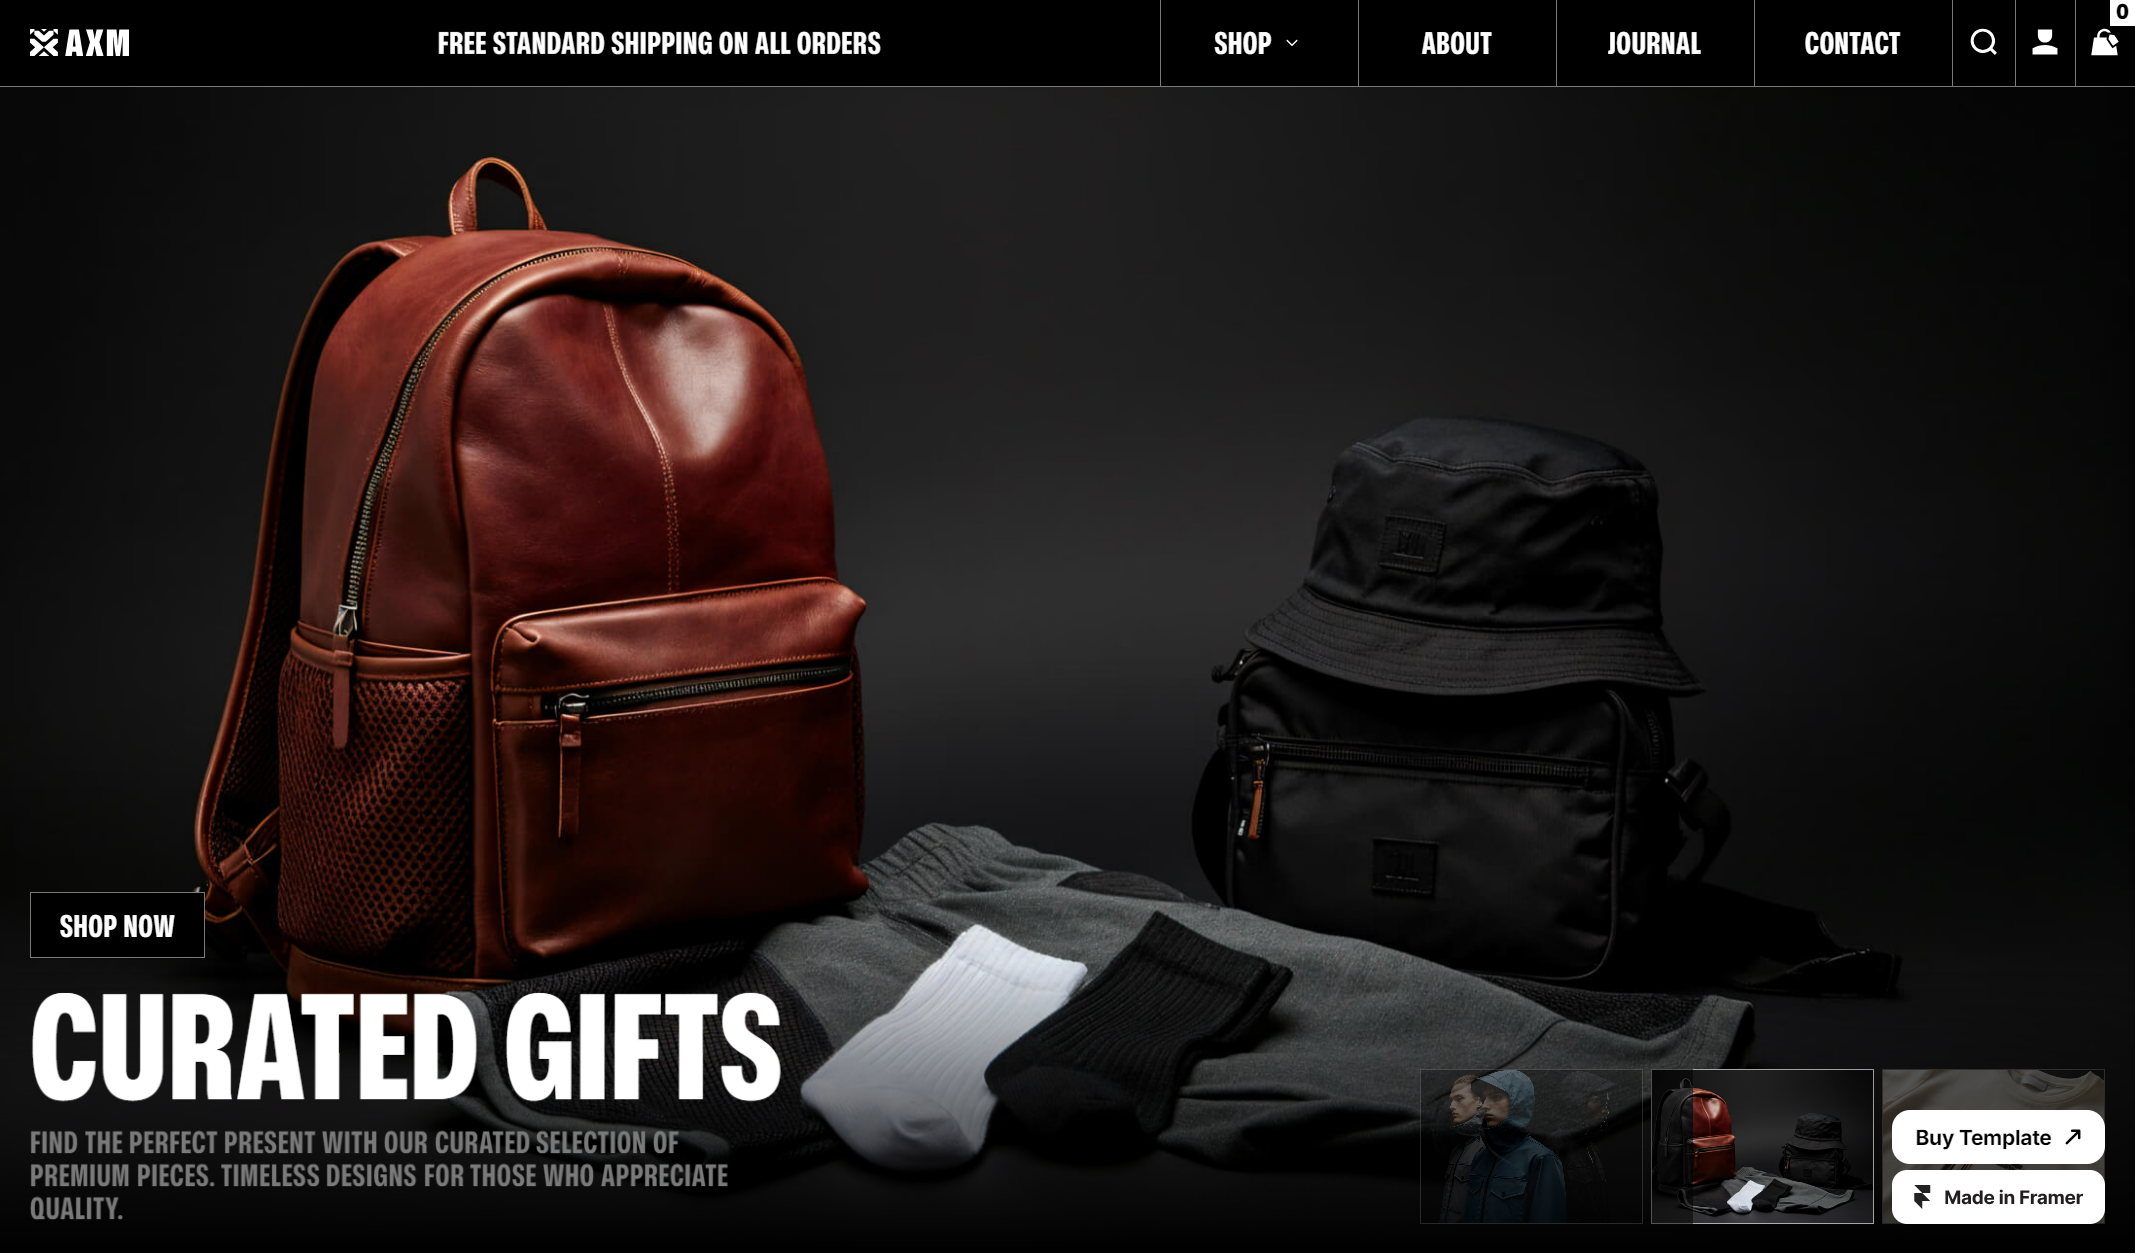 AXM
FREE STANDARD SHIPPING ON ALL ORDERS
SHOP
ABOUT
JOURNAL
CONTACT
0
SHOP NOW
CURATED GIFTS
FIND THE PERFECT PRESENT WITH OUR CURATED SELECTION OF
PREMIUM PIECES. TIMELESS DESIGNS FOR THOSE WHO APPRECIATE
QUALITY.
Buy Template
Made in Framer